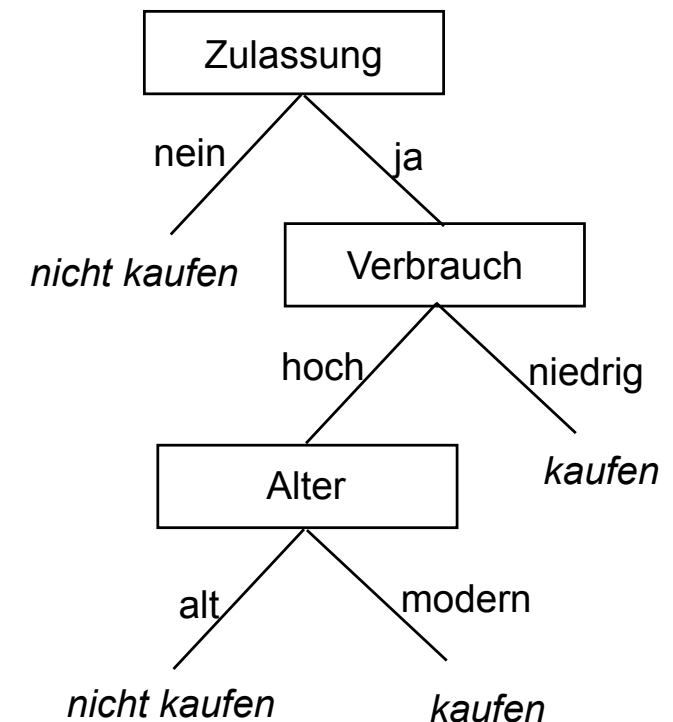 Zulassung
nein
ja
nicht kaufen
Verbrauch
hoch
niedrig
kaufen
Alter
alt
modern
nicht kaufen
kaufen